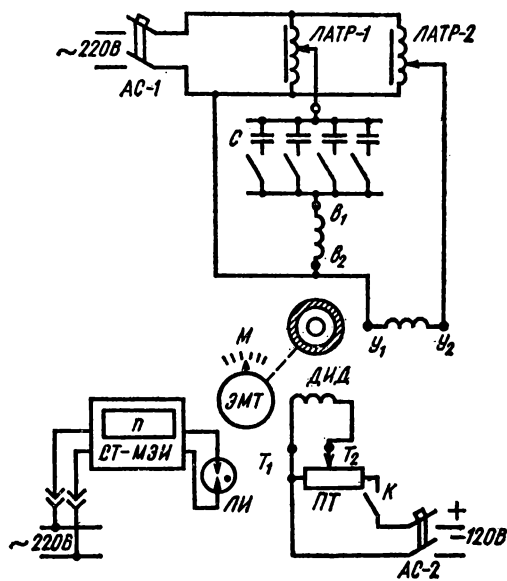 ЛАТР-1
ЛАТР-2
~220В
АС-1
С
В1
В2
У1
У2
М
ЭМТ
ДИД
n
СТ-МЭИ
ЛИ
Т1
Т2
ПТ
К
+
-120В
АС-2
~220В